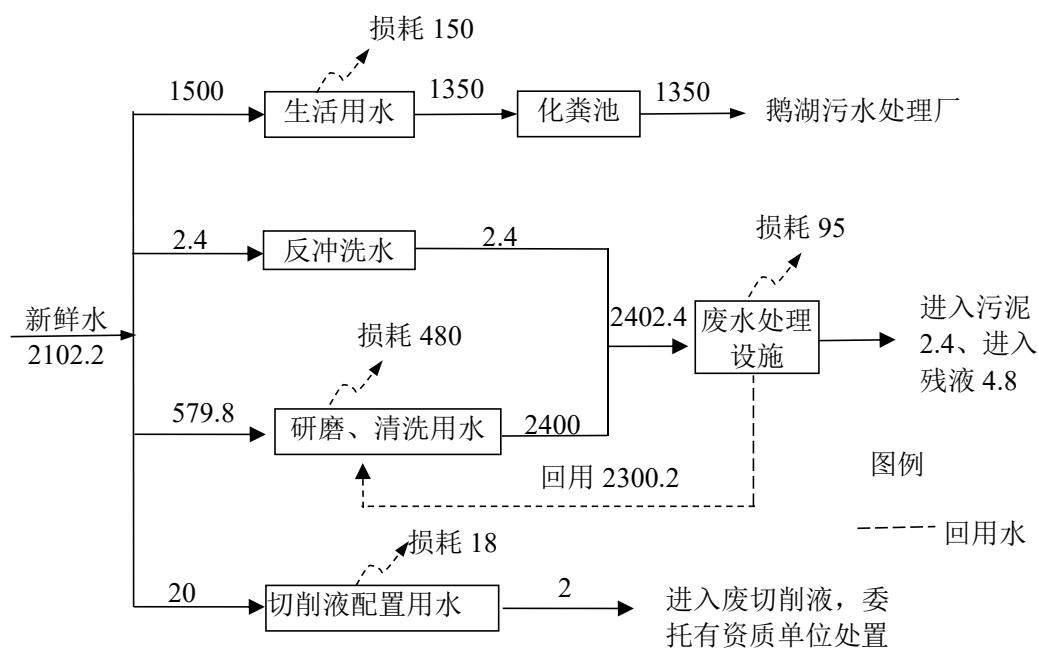 损耗 150
1500
生活用水
1350
化粪池
1350
鹅湖污水处理厂
2.4
反冲洗水
2.4
损耗 95
新鲜水
2102.2
2402.4
废水处理
设施
进入污泥
2.4、进入
残液 4.8
损耗 480
579.8
研磨、清洗用水
2400
回用 2300.2
图例
回用水
损耗 18
20
切削液配置用水
2
进入废切削液，委
托有资质单位处置